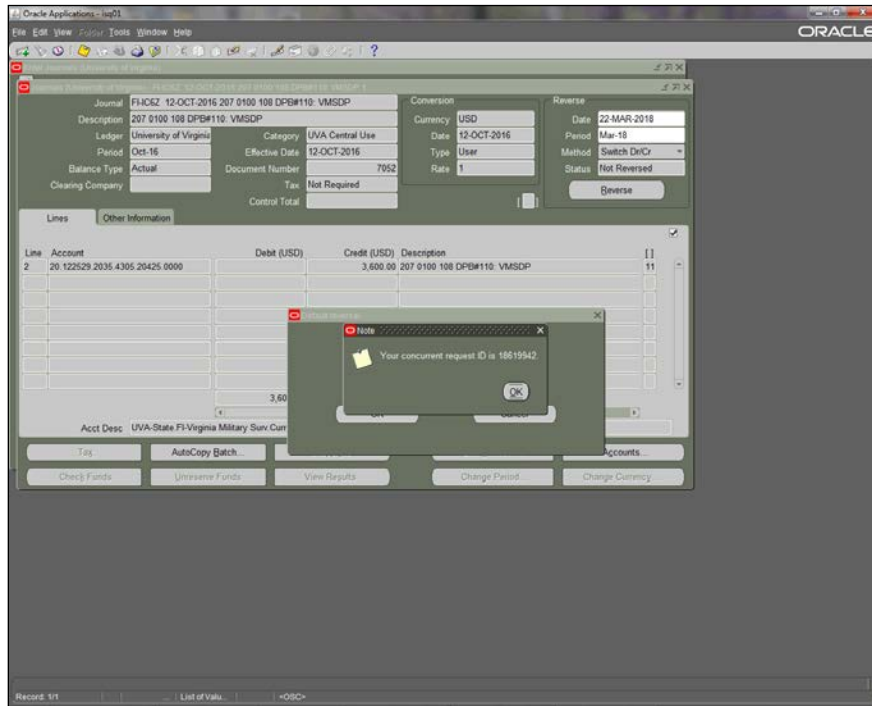 Oracle Applications - isq01
File Edit View Folder Tools Window Help
ORACLE
Journal FI-IC6Z 12-OCT-2016 207 0100 108 DPB#110: VMSDP
Description 207 0100 108 DPB#110: VMSDP
Ledger University of Virginia Category UVA Central Use
Period Oct-16 Effective Date 12-OCT-2016
Balance Type Actual Document Number 7052
Clearing Company Tax Not Required
Control Total
Conversion
Currency USD
Date 12-OCT-2016
Type User
Rate 1
[ ]
Reverse
Date 22-MAR-2018
Period Mar-18
Method Switch Dr/Cr
Status Not Reversed
Reverse
Lines Other Information
Line Account Debit (USD) Credit (USD) Description [ ]
2 20.122529.2035.4305.20425.0000 3,600.00 207 0100 108 DPB#110: VMSDP 11
Note
Your concurrent request ID is 18619942.
OK
Cancel
3,60
Acct Desc UVA-State.FI-Virginia Military Surv.Curr
Tax AutoCopy Batch... Accounts...
Check Funds Unreserve Funds View Results Change Period... Change Currency...
Record: 1/1 ... List of Valu... <OSC>